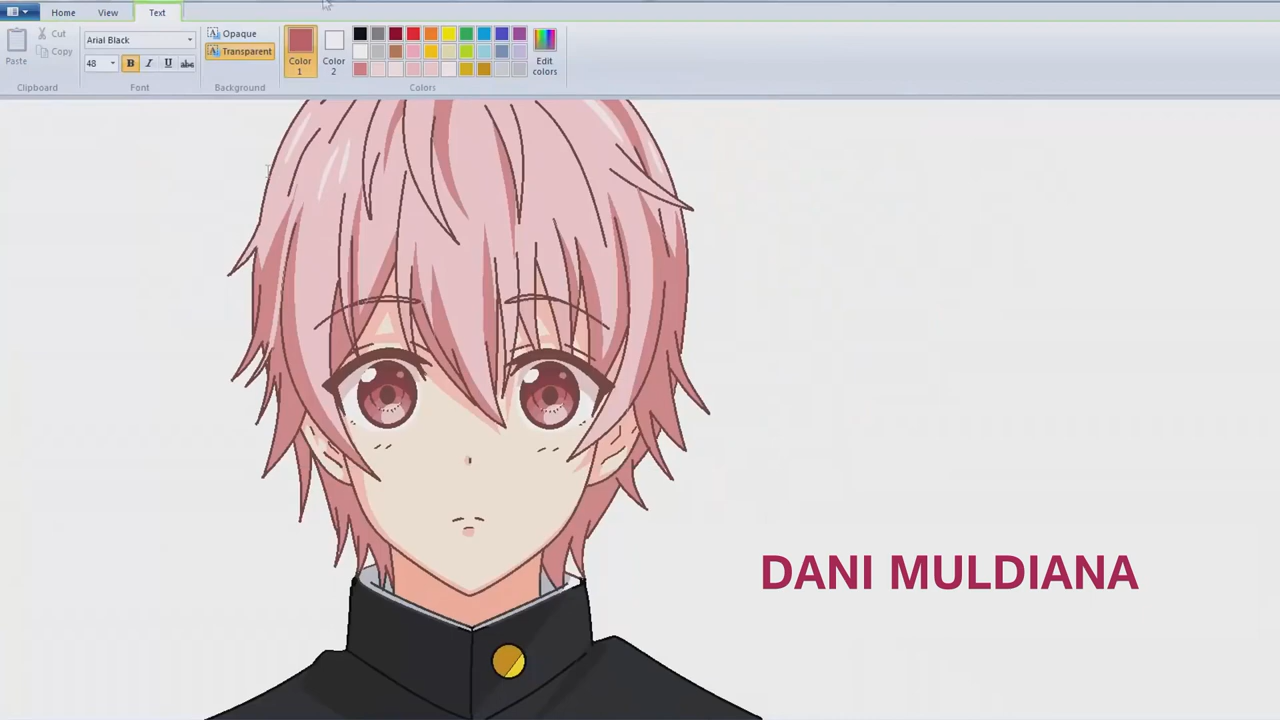 Home View Text
Cut
Copy
Paste
Clipboard
Arial Black
48 B I U abc
Font
Opaque
Transparent
Background
Color 1
Color 2
Edit colors
Colors
DANI MULDIANA